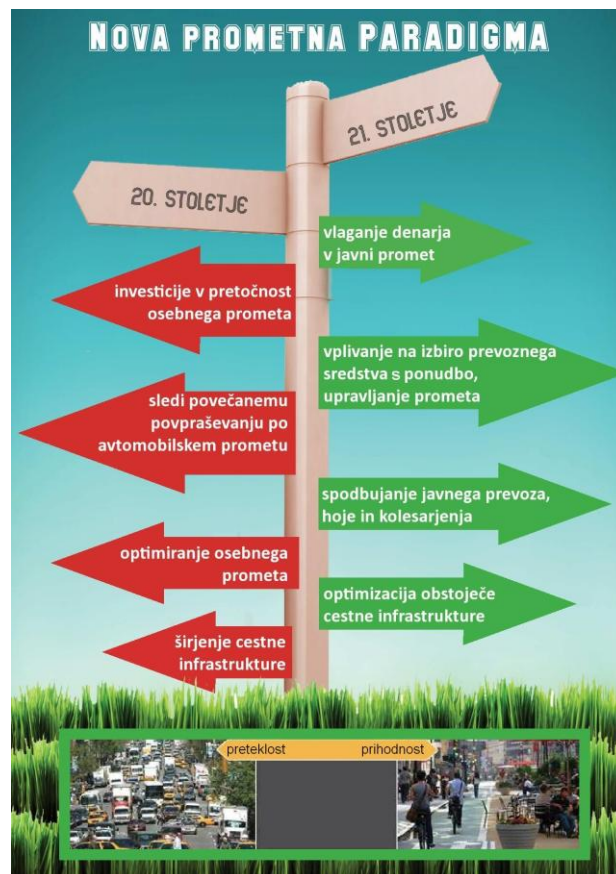 NOVA PROMETNA PARADIGMA
21. STOLETJE
20. STOLETJE
vlaganje denarja
v javni promet
investicije v pretočnost
osebnega prometa
vplivanje na izbiro prevoznega
sredstva s ponudbo,
upravljanje prometa
sledi povečanemu
povpraševanju po
avtomobilskem prometu
spodbujanje javnega prevoza,
hoje in kolesarjenja
optimiranje osebnega
prometa
optimizacija obstoječe
cestne infrastrukture
širjenje cestne
infrastrukture
preteklost
prihodnost